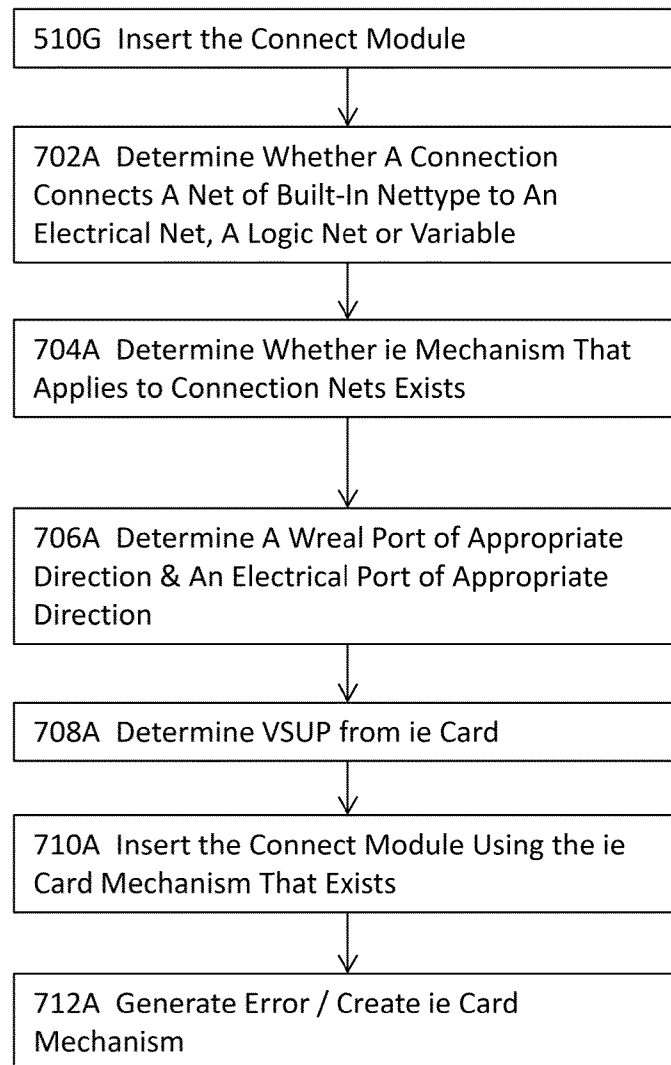 510G Insert the Connect Module
702A Determine Whether A Connection
Connects A Net of Built-In Nettype to An
Electrical Net, A Logic Net or Variable
704A Determine Whether ie Mechanism That
Applies to Connection Nets Exists
706A Determine A Wreal Port of Appropriate
Direction & An Electrical Port of Appropriate
Direction
708A Determine VSUP from ie Card
710A Insert the Connect Module Using the ie
Card Mechanism That Exists
712A Generate Error / Create ie Card
Mechanism